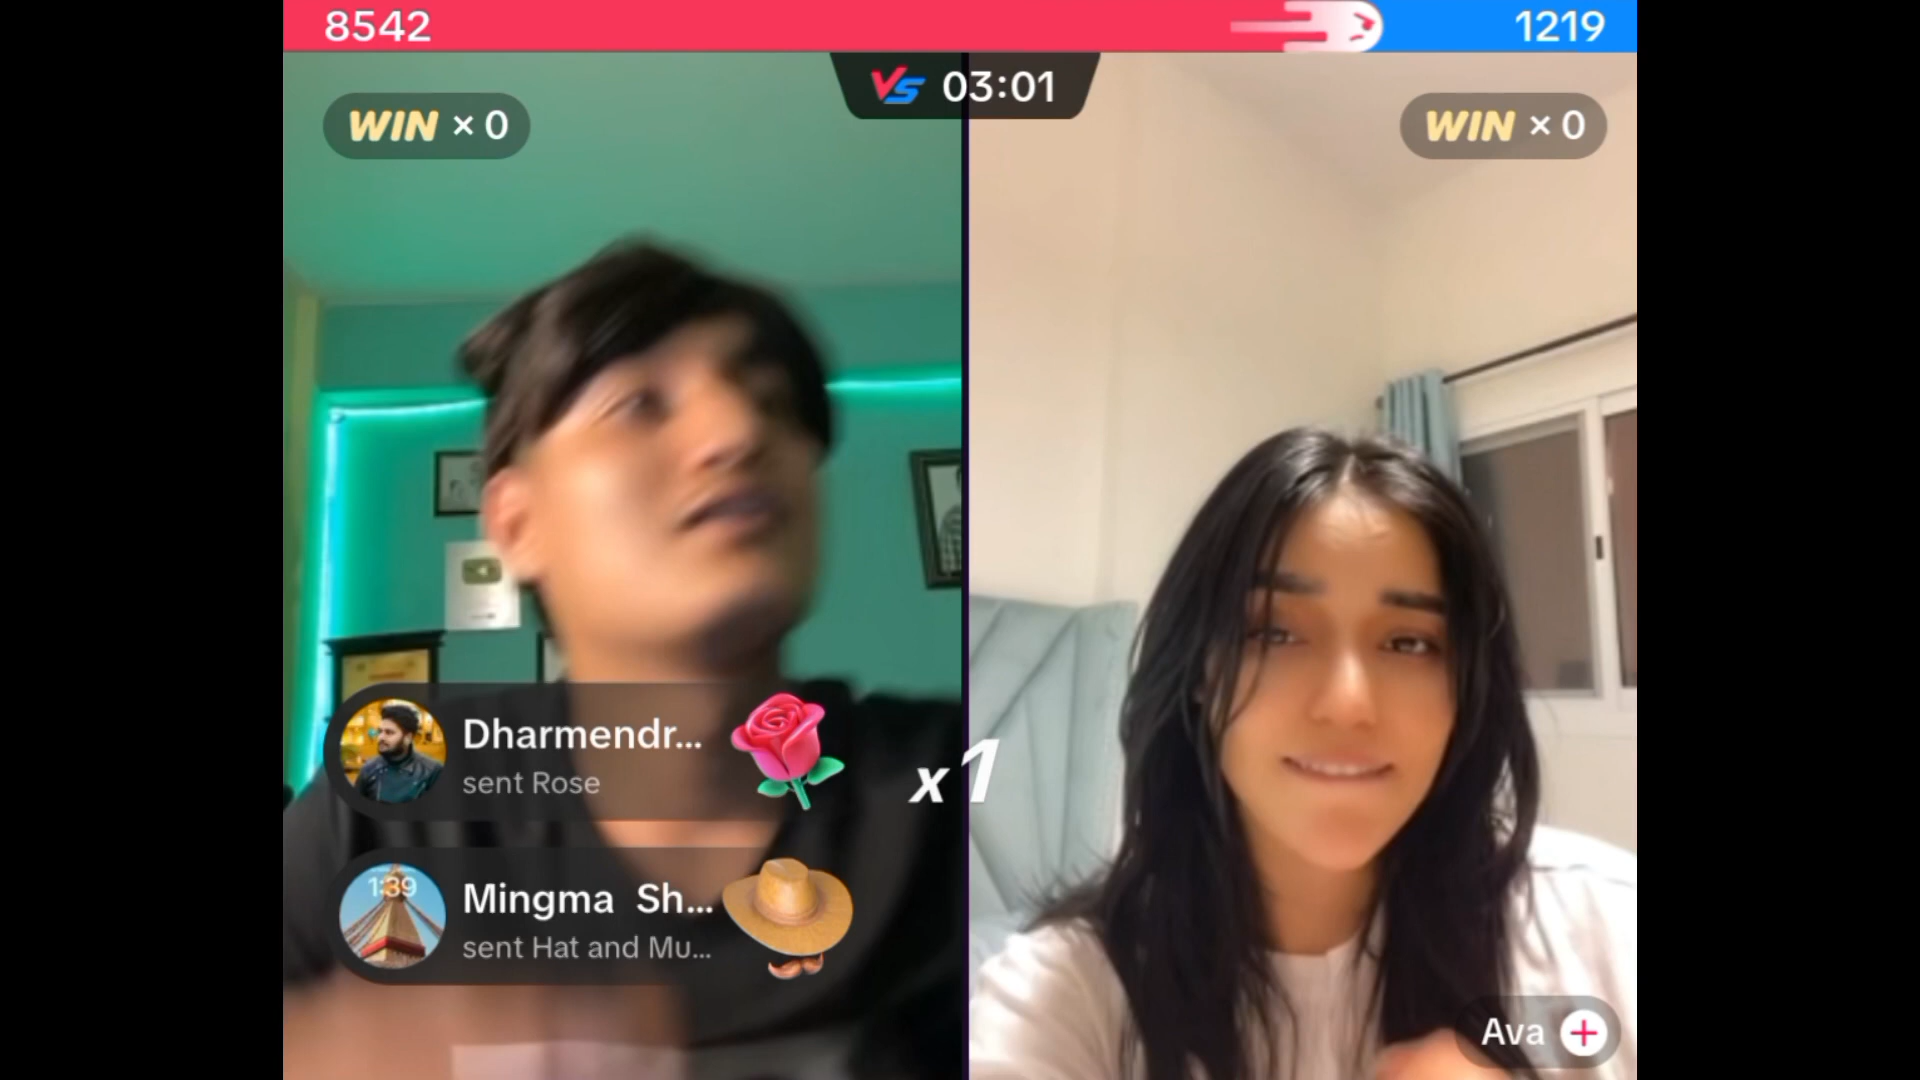 8542
1219
VS 03:01
WIN × 0
WIN × 0
Dharmendr...
sent Rose
x1
1:39
Mingma Sh...
sent Hat and Mu...
Ava +